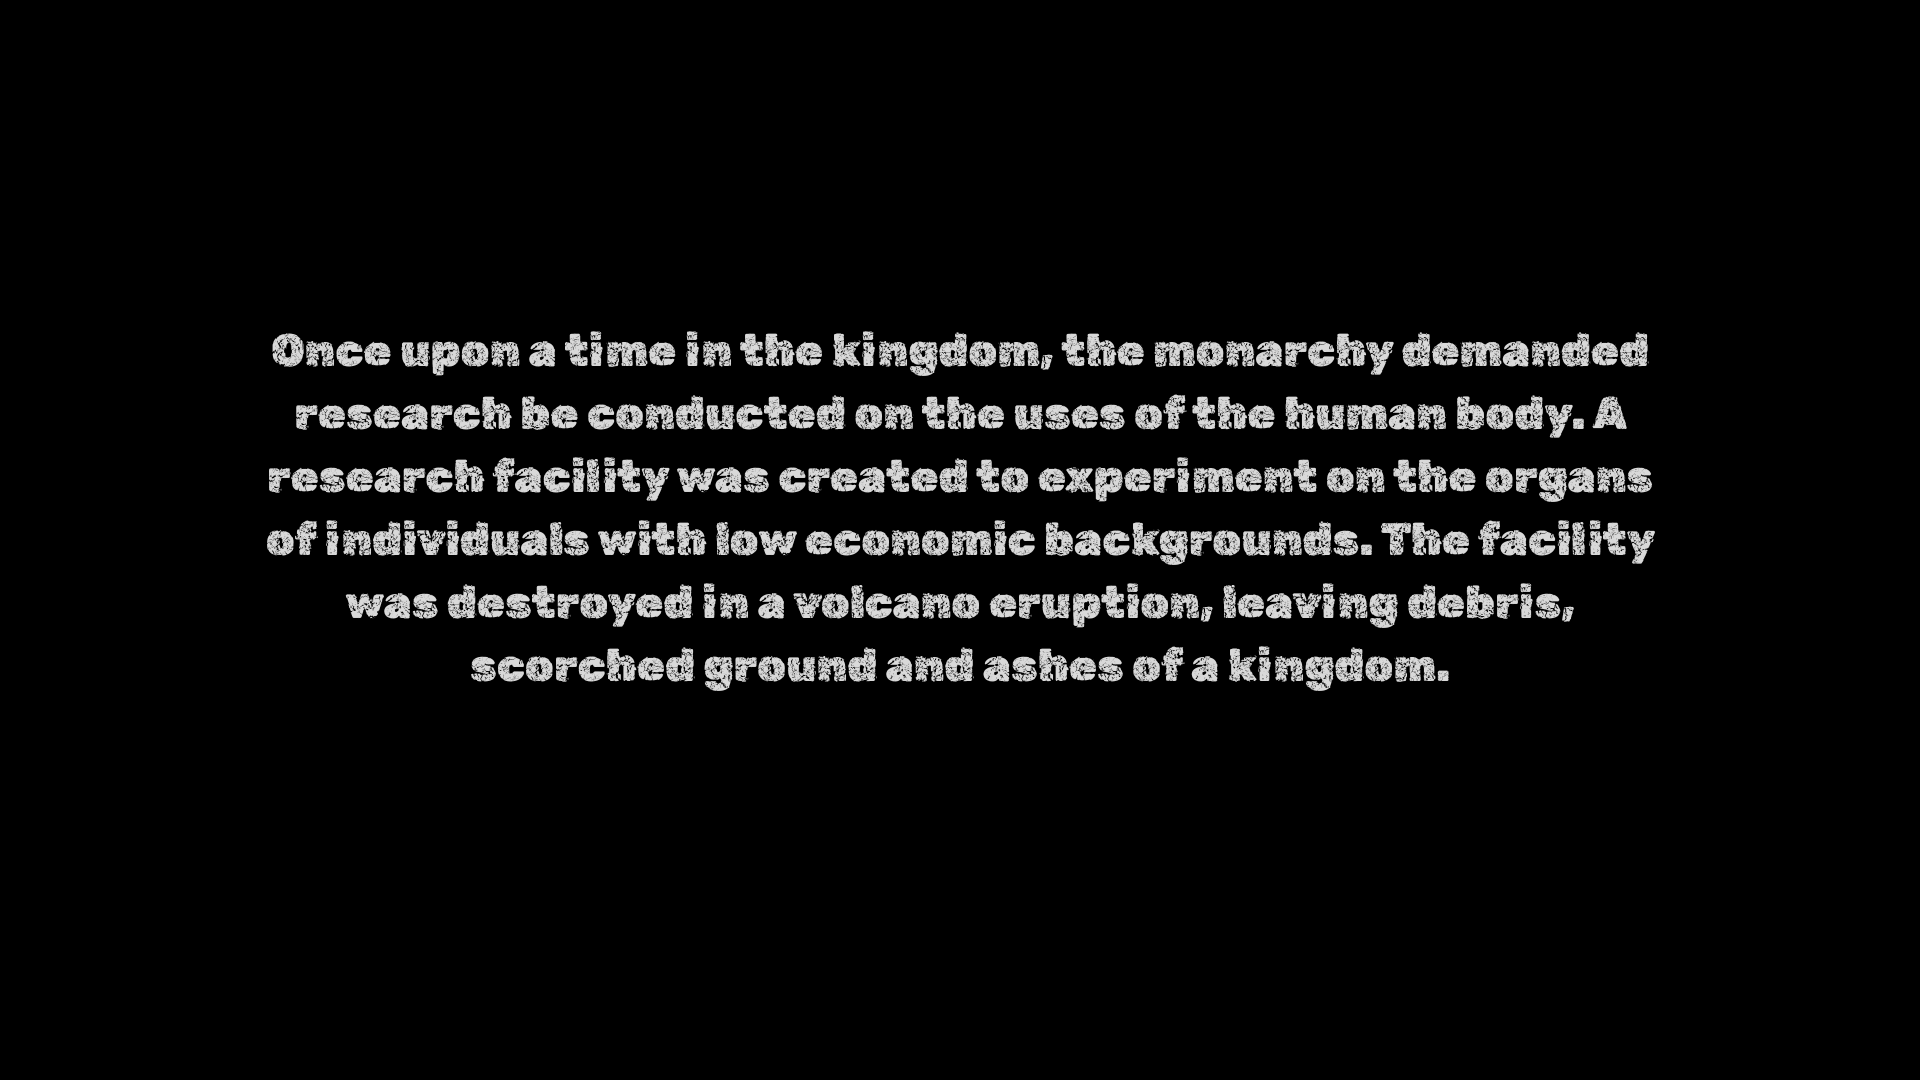 Once upon a time in the kingdom, the monarchy demanded
research be conducted on the uses of the human body. A
research facility was created to experiment on the organs
of individuals with low economic backgrounds. The facility
was destroyed in a volcano eruption, leaving debris,
scorched ground and ashes of a kingdom.